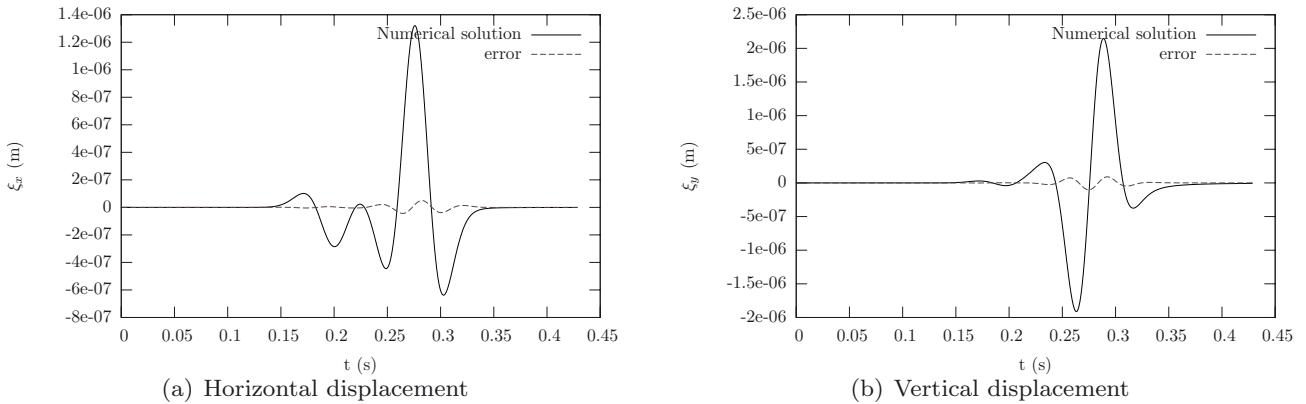 1.4e-06
1.2e-06
1e-06
8e-07
6e-07
4e-07
2e-07
0
-2e-07
-4e-07
-6e-07
-8e-07
ξx (m)
Numerical solution
error
0 0.05 0.1 0.15 0.2 0.25 0.3 0.35 0.4 0.45
t (s)
(a) Horizontal displacement
2.5e-06
2e-06
1.5e-06
1e-06
5e-07
0
-5e-07
-1e-06
-1.5e-06
-2e-06
ξy (m)
Numerical solution
error
0 0.05 0.1 0.15 0.2 0.25 0.3 0.35 0.4 0.45
t (s)
(b) Vertical displacement